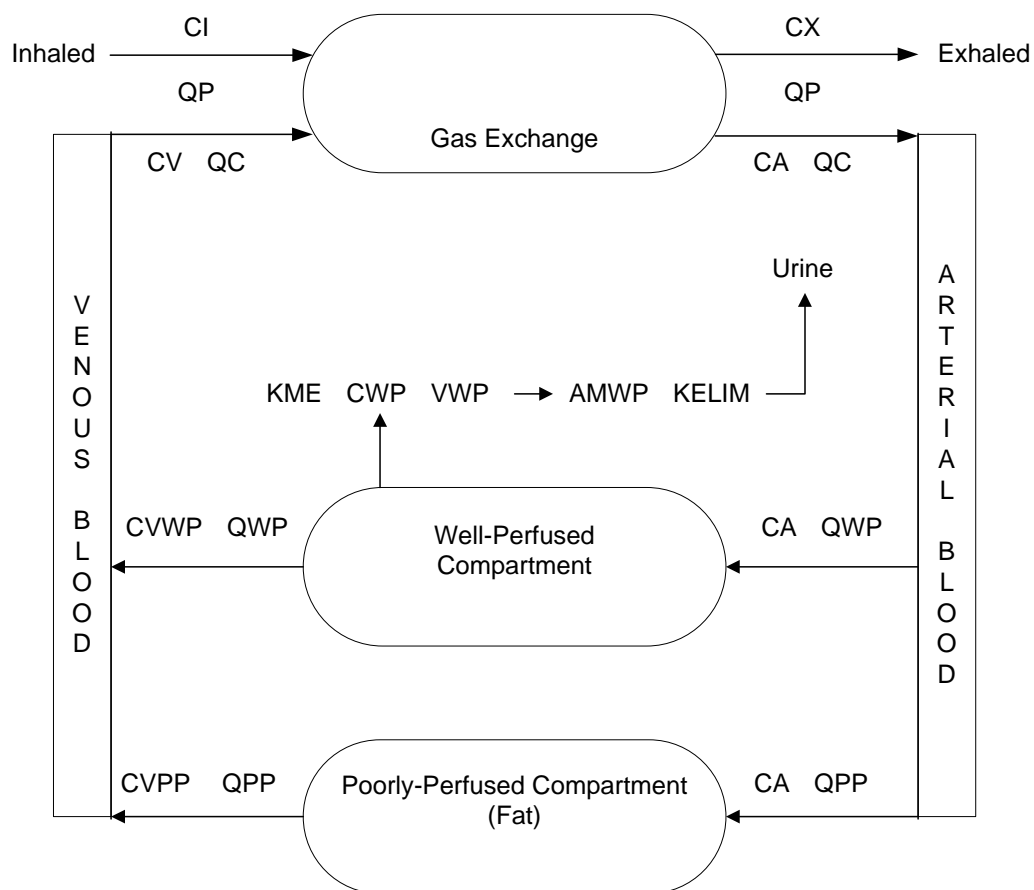 CI
CX
Inhaled
Exhaled
QP
QP
Gas Exchange
CV QC
CA QC
Urine
VENOUS BLOOD
ARTERIAL BLOOD
KME CWP VWP AMWP KELIM
CVWP QWP
Well-Perfused
Compartment
CA QWP
CVPP QPP
Poorly-Perfused Compartment
(Fat)
CA QPP